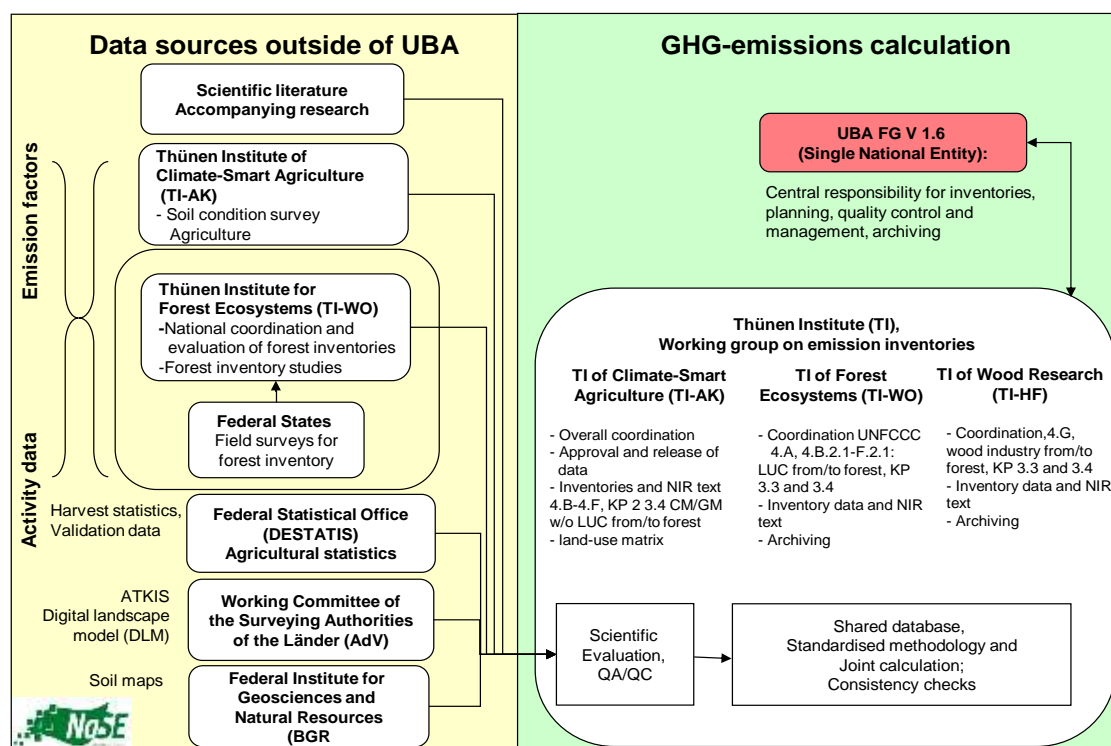 Data sources outside of UBA
Scientific literature
Accompanying research
Emission factors
Thünen Institute of
Climate-Smart Agriculture
(TI-AK)
- Soil condition survey
Agriculture
Thünen Institute for
Forest Ecosystems (TI-WO)
-National coordination and
evaluation of forest inventories
-Forest inventory studies
Federal States
Field surveys for
forest inventory
Activity data
Harvest statistics,
Validation data
Federal Statistical Office
(DESTATIS)
Agricultural statistics
ATKIS
Digital landscape
model (DLM)
Working Committee of
the Surveying Authorities
of the Länder (AdV)
Soil maps
Federal Institute for
Geosciences and
Natural Resources
(BGR
NaSE
GHG-emissions calculation
UBA FG V 1.6
(Single National Entity):
Central responsibility for inventories,
planning, quality control and
management, archiving
Thünen Institute (TI),
Working group on emission inventories
TI of Climate-Smart
Agriculture (TI-AK)
- Overall coordination
- Approval and release of
data
- Inventories and NIR text
4.B-4.F, KP 2 3.4 CM/GM
w/o LUC from/to forest
- land-use matrix
TI of Forest
Ecosystems (TI-WO)
- Coordination UNFCCC
4.A, 4.B.2.1-F.2.1:
LUC from/to forest, KP
3.3 and 3.4
- Inventory data and NIR
text
- Archiving
TI of Wood Research
(TI-HF)
- Coordination,4.G,
wood industry from/to
forest, KP 3.3 and 3.4
- Inventory data and NIR
text
- Archiving
Scientific
Evaluation,
QA/QC
Shared database,
Standardised methodology and
Joint calculation;
Consistency checks